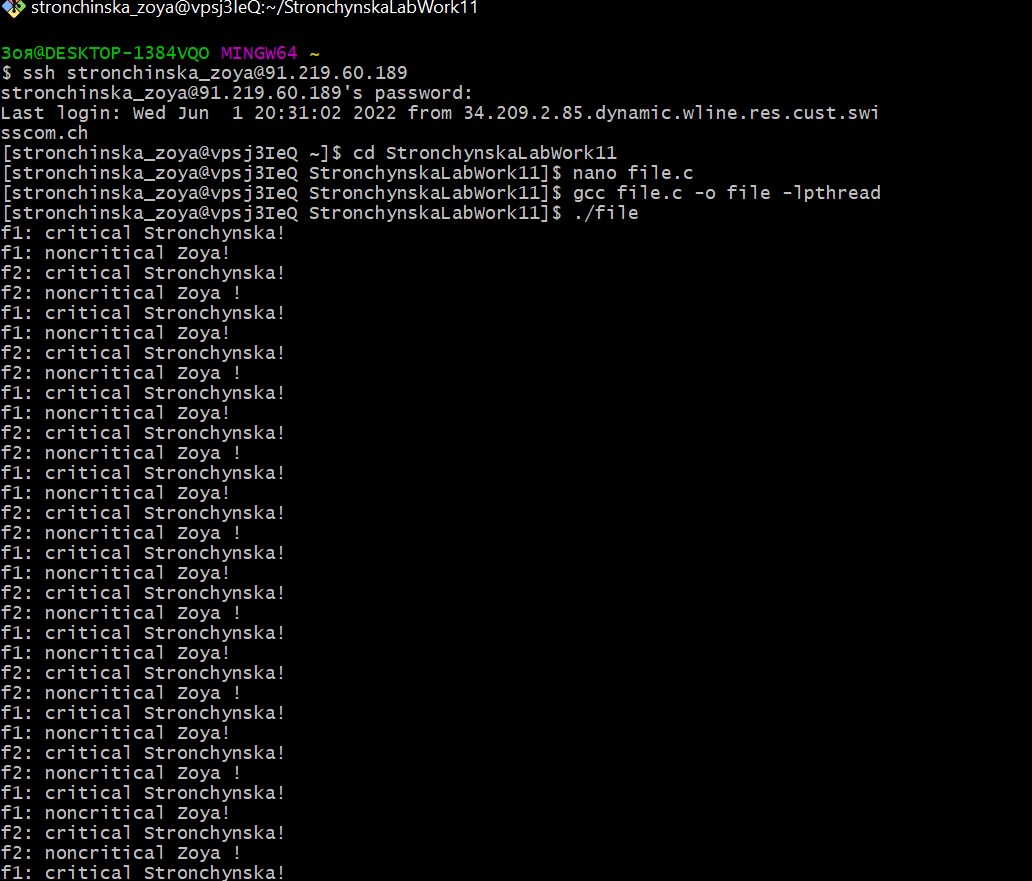 stronchinska_zoya@vpsj3IeQ:~/StronchynskaLabWork11
Зоя@DESKTOP-1384VQO MINGW64 ~
$ ssh stronchinska_zoya@91.219.60.189
stronchinska_zoya@91.219.60.189's password:
Last login: Wed Jun  1 20:31:02 2022 from 34.209.2.85.dynamic.wline.res.cust.swi
sscom.ch
[stronchinska_zoya@vpsj3IeQ ~]$ cd StronchynskaLabWork11
[stronchinska_zoya@vpsj3IeQ StronchynskaLabWork11]$ nano file.c
[stronchinska_zoya@vpsj3IeQ StronchynskaLabWork11]$ gcc file.c -o file -lpthread
[stronchinska_zoya@vpsj3IeQ StronchynskaLabWork11]$ ./file
f1: critical Stronchynska!
f1: noncritical Zoya!
f2: critical Stronchynska!
f2: noncritical Zoya !
f1: critical Stronchynska!
f1: noncritical Zoya!
f2: critical Stronchynska!
f2: noncritical Zoya !
f1: critical Stronchynska!
f1: noncritical Zoya!
f2: critical Stronchynska!
f2: noncritical Zoya !
f1: critical Stronchynska!
f1: noncritical Zoya!
f2: critical Stronchynska!
f2: noncritical Zoya !
f1: critical Stronchynska!
f1: noncritical Zoya!
f2: critical Stronchynska!
f2: noncritical Zoya !
f1: critical Stronchynska!
f1: noncritical Zoya!
f2: critical Stronchynska!
f2: noncritical Zoya !
f1: critical Stronchynska!
f1: noncritical Zoya!
f2: critical Stronchynska!
f2: noncritical Zoya !
f1: critical Stronchynska!
f1: noncritical Zoya!
f2: critical Stronchynska!
f2: noncritical Zoya !
f1: critical Stronchynska!